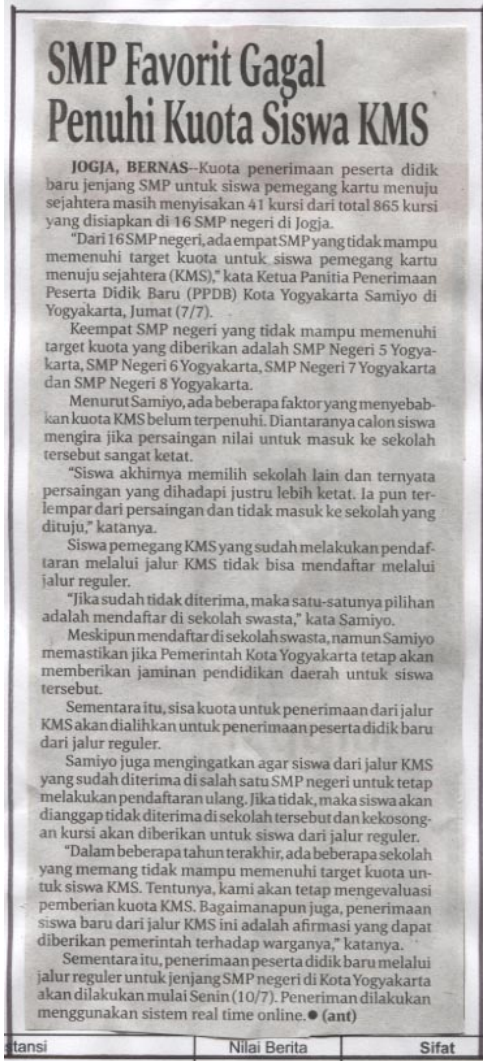 SMP Favorit Gagal
Penuhi Kuota Siswa KMS
JOGJA, BERNAS--Kuota penerimaan peserta didik
baru jenjang SMP untuk siswa pemegang kartu menuju
sejahtera masih menyisakan 41 kursi dari total 865 kursi
yang disiapkan di 16 SMP negeri di Jogja.
"Dari 16 SMP negeri, ada empat SMP yang tidak mampu
memenuhi target kuota untuk siswa pemegang kartu
menuju sejahtera (KMS)," kata Ketua Panitia Penerimaan
Peserta Didik Baru (PPDB) Kota Yogyakarta Samiyo di
Yogyakarta, Jumat (7/7).
Keempat SMP negeri yang tidak mampu memenuhi
target kuota yang diberikan adalah SMP Negeri 5 Yogya-
karta, SMP Negeri 6 Yogyakarta, SMP Negeri 7 Yogyakarta
dan SMP Negeri 8 Yogyakarta.
Menurut Samiyo, ada beberapa faktor yang menyebab-
kan kuota KMS belum terpenuhi. Diantaranya calon siswa
mengira jika persaingan nilai untuk masuk ke sekolah
tersebut sangat ketat.
"Siswa akhirnya memilih sekolah lain dan ternyata
persaingan yang dihadapi justru lebih ketat. Ia pun ter-
lempar dari persaingan dan tidak masuk ke sekolah yang
dituju," katanya.
Siswa pemegang KMS yang sudah melakukan pendaf-
taran melalui jalur KMS tidak bisa mendaftar melalui
jalur reguler.
"Jika sudah tidak diterima, maka satu-satunya pilihan
adalah mendaftar di sekolah swasta," kata Samiyo.
Meskipun mendaftar di sekolah swasta, namun Samiyo
memastikan jika Pemerintah Kota Yogyakarta tetap akan
memberikan jaminan pendidikan daerah untuk siswa
tersebut.
Sementara itu, sisa kuota untuk penerimaan dari jalur
KMS akan dialihkan untuk penerimaan peserta didik baru
dari jalur reguler.
Samiyo juga mengingatkan agar siswa dari jalur KMS
yang sudah diterima di salah satu SMP negeri untuk tetap
melakukan pendaftaran ulang. Jika tidak, maka siswa akan
dianggap tidak diterima di sekolah tersebut dan kekosong-
an kursi akan diberikan untuk siswa dari jalur reguler.
"Dalam beberapa tahun terakhir, ada beberapa sekolah
yang memang tidak mampu memenuhi target kuota un-
tuk siswa KMS. Tentunya, kami akan tetap mengevaluasi
pemberian kuota KMS. Bagaimanapun juga, penerimaan
siswa baru dari jalur KMS ini adalah afirmasi yang dapat
diberikan pemerintah terhadap warganya," katanya.
Sementara itu, penerimaan peserta didik baru melalui
jalur reguler untuk jenjang SMP negeri di Kota Yogyakarta
akan dilakukan mulai Senin (10/7). Peneriman dilakukan
menggunakan sistem real time online.● (ant)
stansi Nilai Berita Sifat